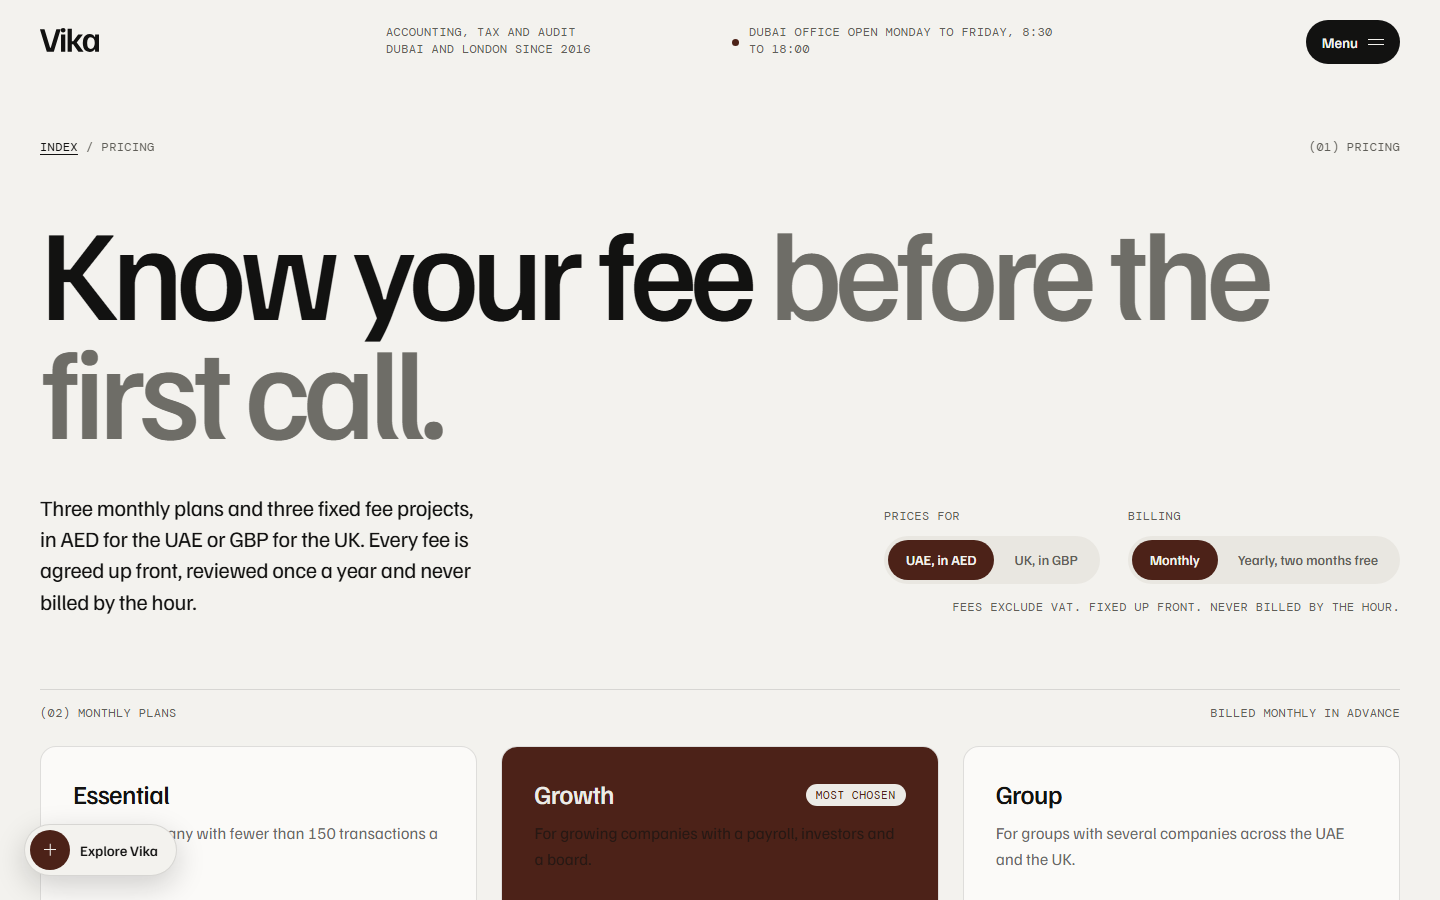 Vika
ACCOUNTING, TAX AND AUDIT
DUBAI AND LONDON SINCE 2016
DUBAI OFFICE OPEN MONDAY TO FRIDAY, 8:30
TO 18:00
Menu
INDEX / PRICING
(01) PRICING
Know your fee before the
first call.
Three monthly plans and three fixed fee projects,
in AED for the UAE or GBP for the UK. Every fee is
agreed up front, reviewed once a year and never
billed by the hour.
PRICES FOR
UAE, in AED
UK, in GBP
BILLING
Monthly
Yearly, two months free
FEES EXCLUDE VAT. FIXED UP FRONT. NEVER BILLED BY THE HOUR.
(02) MONTHLY PLANS
BILLED MONTHLY IN ADVANCE
Essential
with fewer than 150 transactions a
Growth
MOST CHOSEN
For growing companies with a payroll, investors and
a board.
Group
For groups with several companies across the UAE
and the UK.
Explore Vika